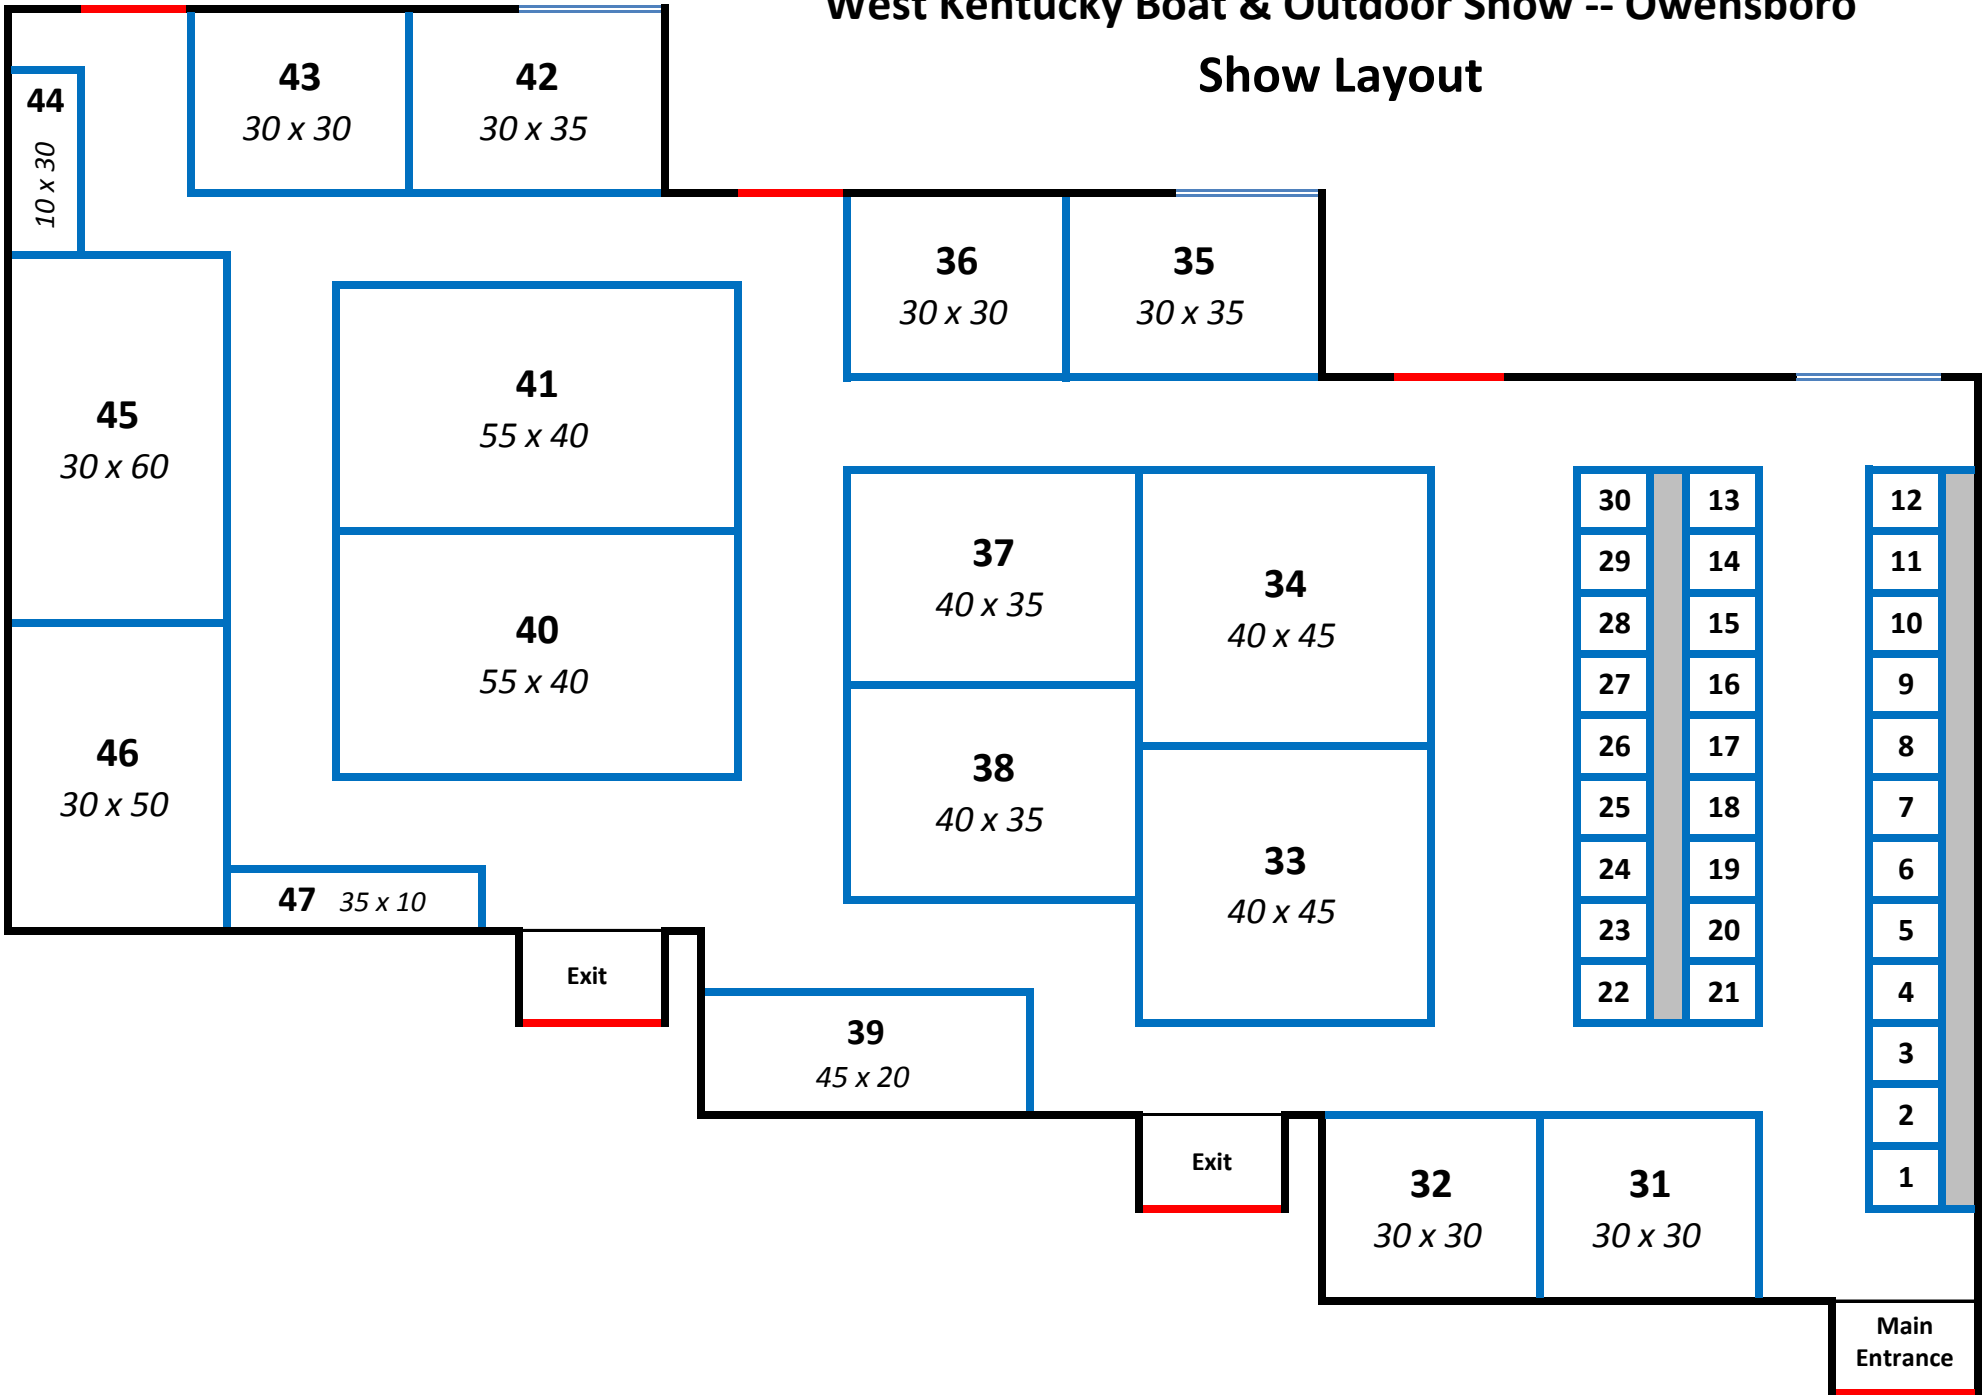 West Kentucky Boat & Outdoor Show -- Owensboro
Show Layout
43
30 x 30
42
30 x 35
44
10 x 30
36
30 x 30
35
30 x 35
45
30 x 60
41
55 x 40
46
30 x 50
40
55 x 40
47 35 x 10
37
40 x 35
34
40 x 45
38
40 x 35
33
40 x 45
30
29
28
27
26
25
24
23
22
13
14
15
16
17
18
19
20
21
12
11
10
9
8
7
6
5
4
3
2
1
Exit
39
45 x 20
Exit
32
30 x 30
31
30 x 30
Main
Entrance